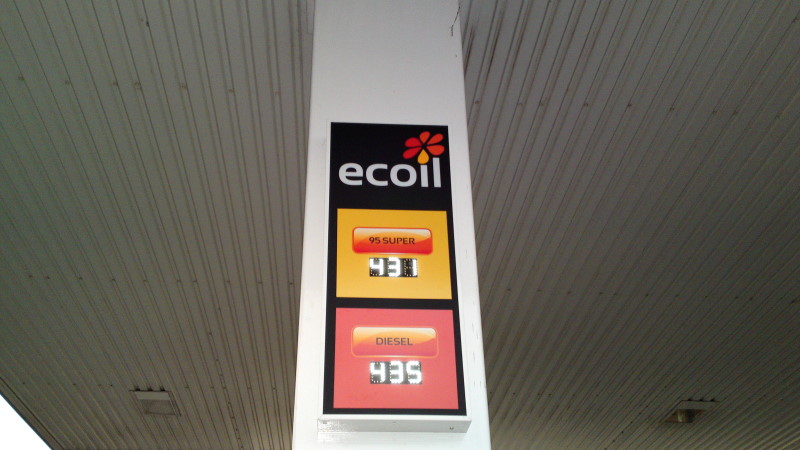 ecoil
95 SUPER
431
DIESEL
435